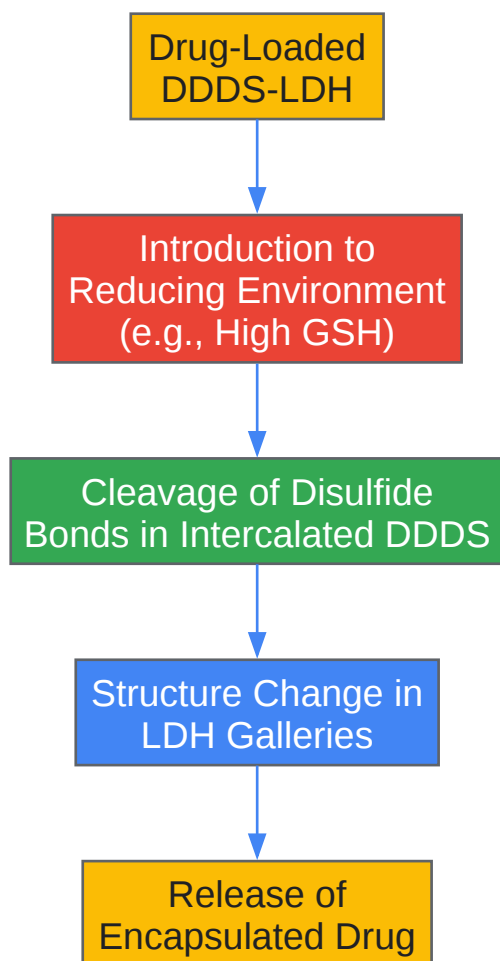 Drug-Loaded
DDDS-LDH
Introduction to
Reducing Environment
(e.g., High GSH)
Cleavage of Disulfide
Bonds in Intercalated DDDS
Structure Change in
LDH Galleries
Release of
Encapsulated Drug